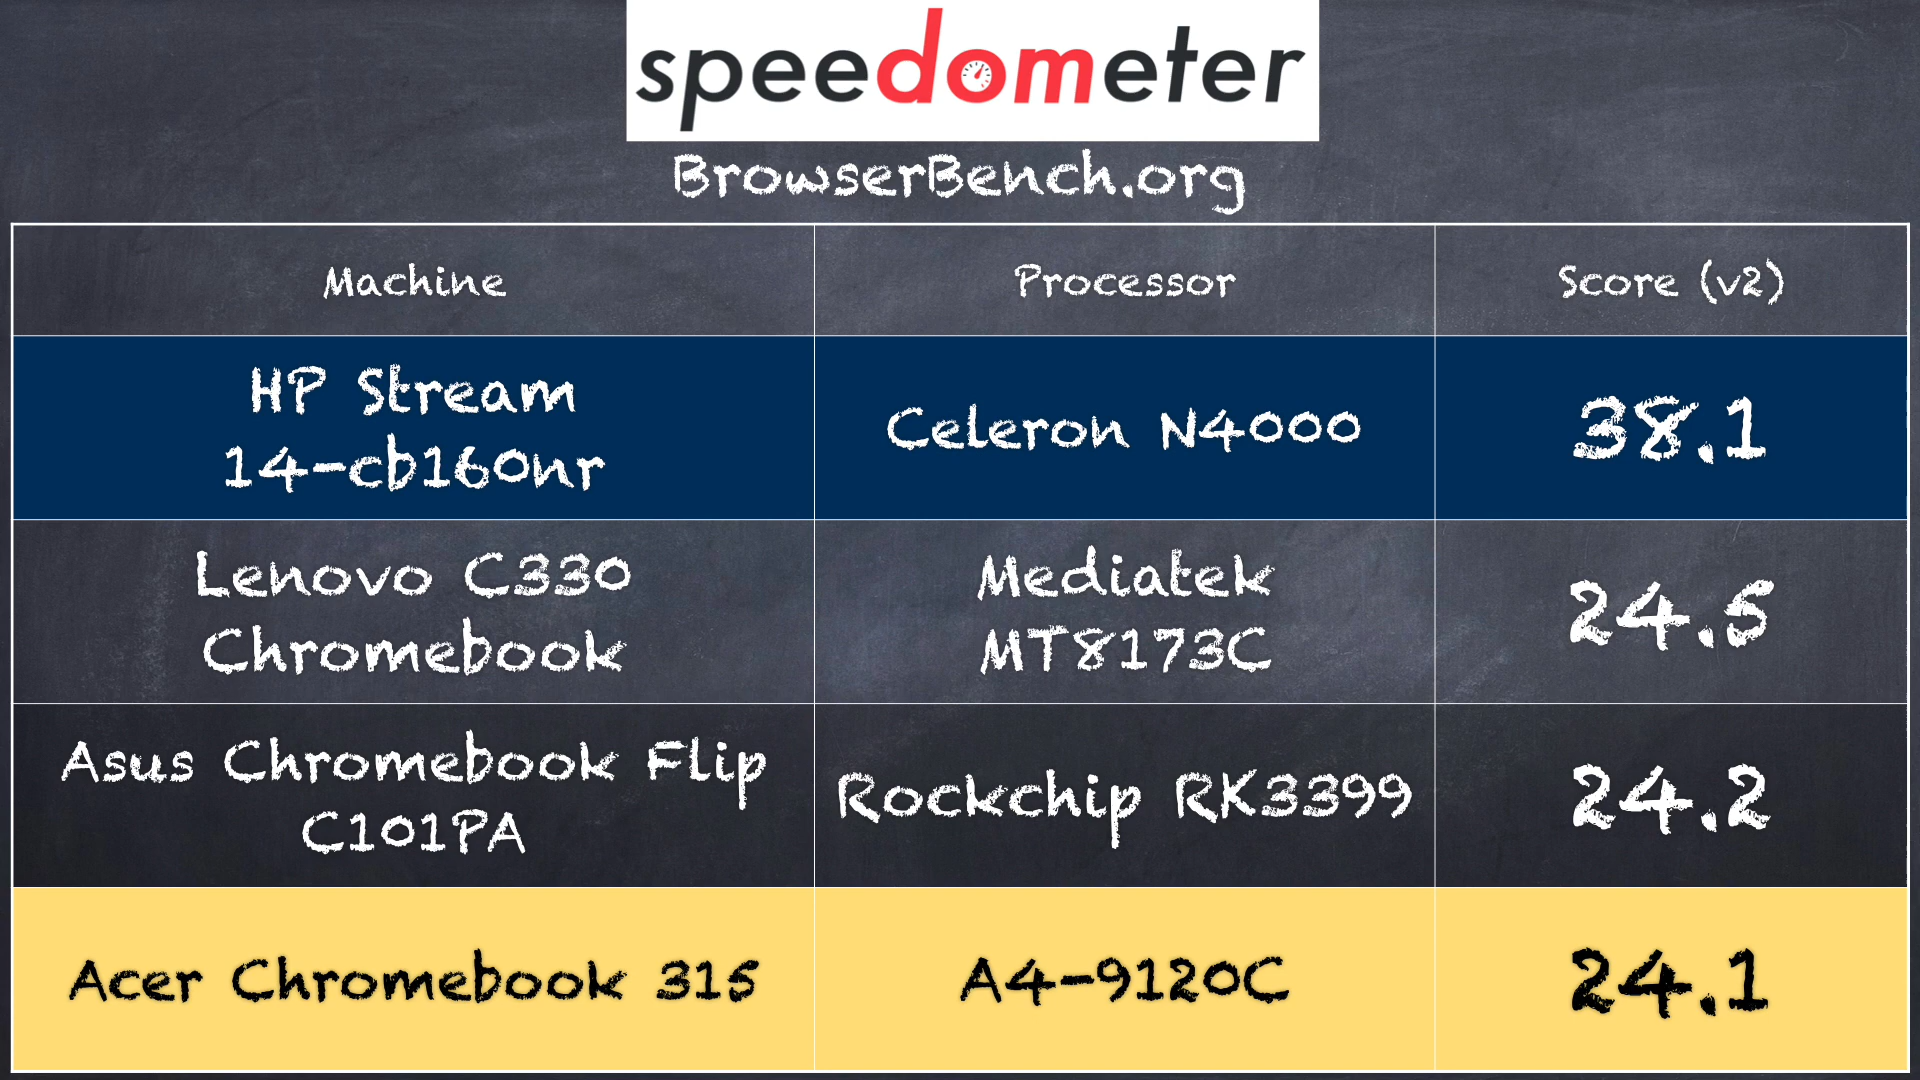 speedometer
BrowserBench.org
Machine
Processor
Score (v2)
HP Stream
14-cb160nr
Celeron N4000
38.1
Lenovo C330
Chromebook
Mediatek
MT8173C
24.5
Asus Chromebook Flip
C101PA
Rockchip RK3399
24.2
Acer Chromebook 315
A4-9120C
24.1